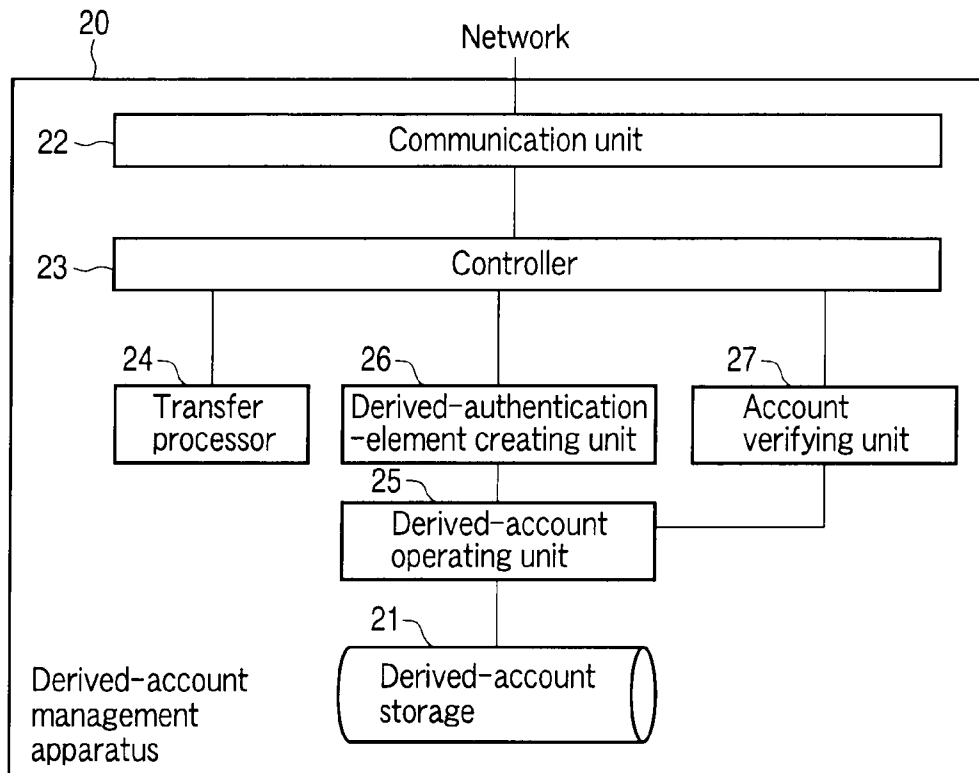 20
Network
22
Communication unit
23
Controller
24
26
27
Transfer
processor
Derived-authentication
-element creating unit
Account
verifying unit
25
Derived-account
operating unit
21
Derived-account
storage
Derived-account
management
apparatus